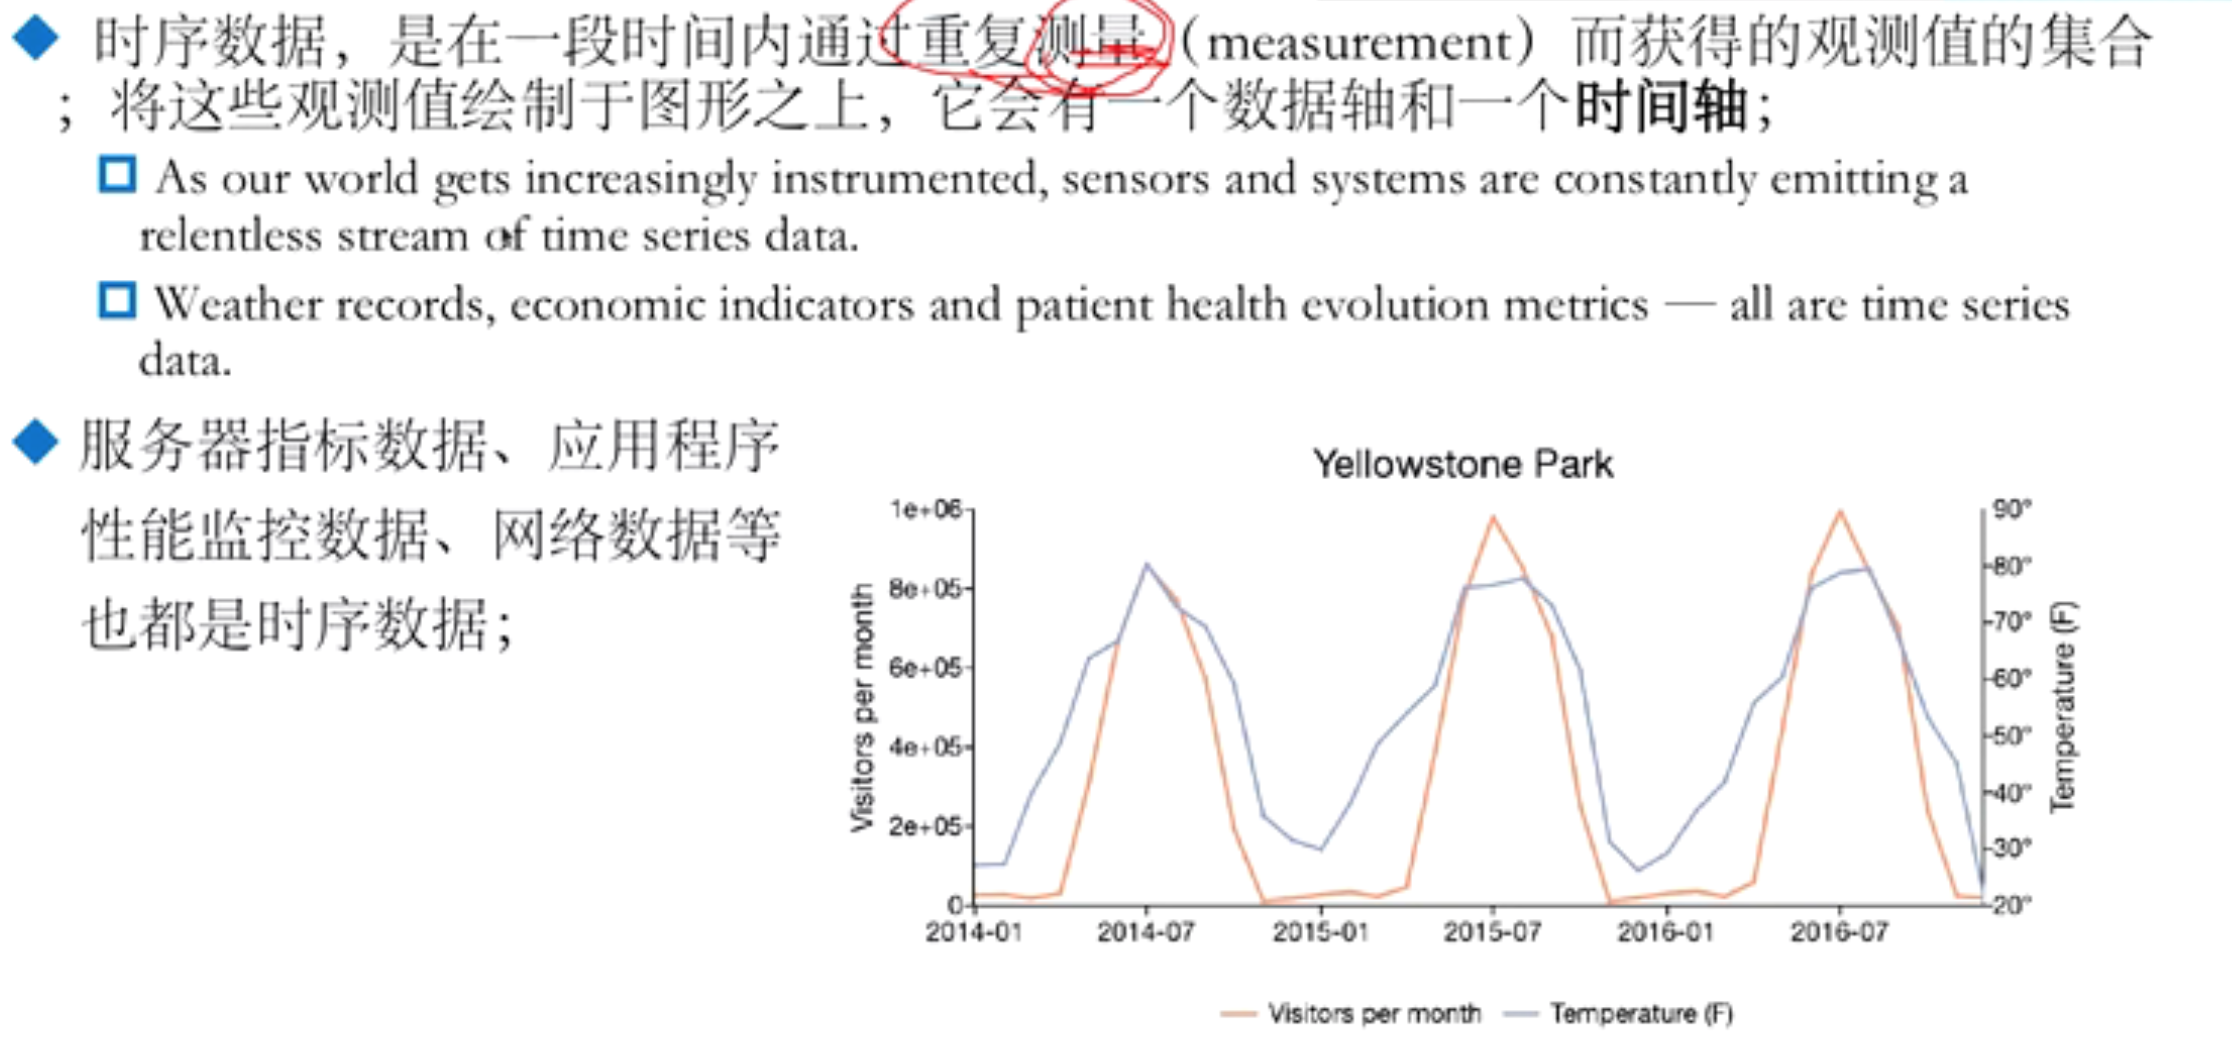 时序数据，是在一段时间内通过重复测量（measurement）而获得的观测值的集合
；将这些观测值绘制于图形之上，它会有一个数据轴和一个时间轴；
As our world gets increasingly instrumented, sensors and systems are constantly emitting a
relentless stream of time series data.
Weather records, economic indicators and patient health evolution metrics — all are time series
data.
服务器指标数据、应用程序
性能监控数据、网络数据等
也都是时序数据；
Yellowstone Park
Visitors per month
1e+06
8e+05
6e+05
4e+05
2e+05
0
90°
80°
70°
60°
50°
40°
30°
20°
Temperature (F)
2014-01 2014-07 2015-01 2015-07 2016-01 2016-07
Visitors per month Temperature (F)